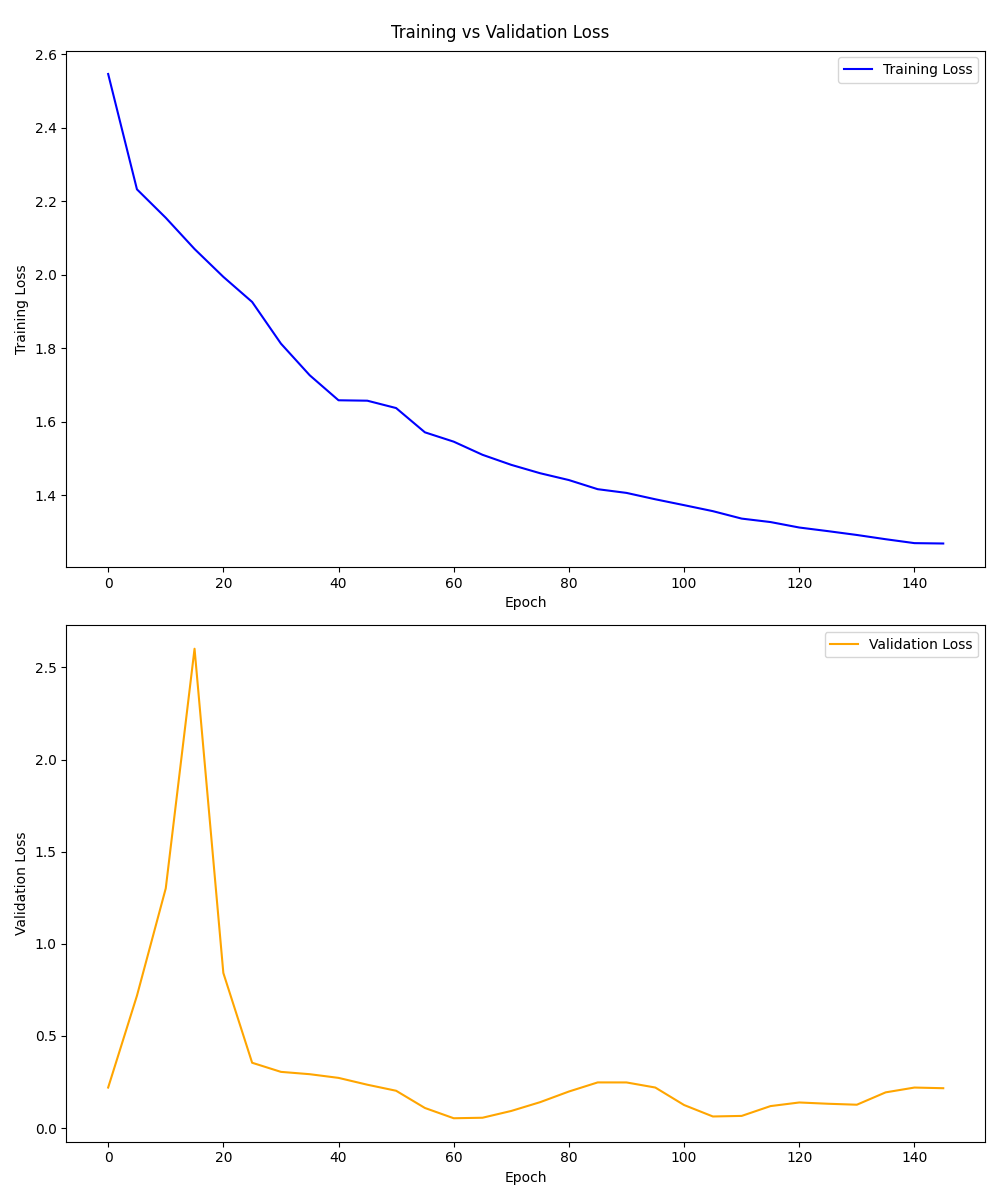 Training vs Validation Loss
Training Loss
2.6
2.4
2.2
2.0
1.8
1.6
1.4
Training Loss
0 20 40 60 80 100 120 140
Epoch
Validation Loss
2.5
2.0
1.5
1.0
0.5
0.0
Validation Loss
0 20 40 60 80 100 120 140
Epoch